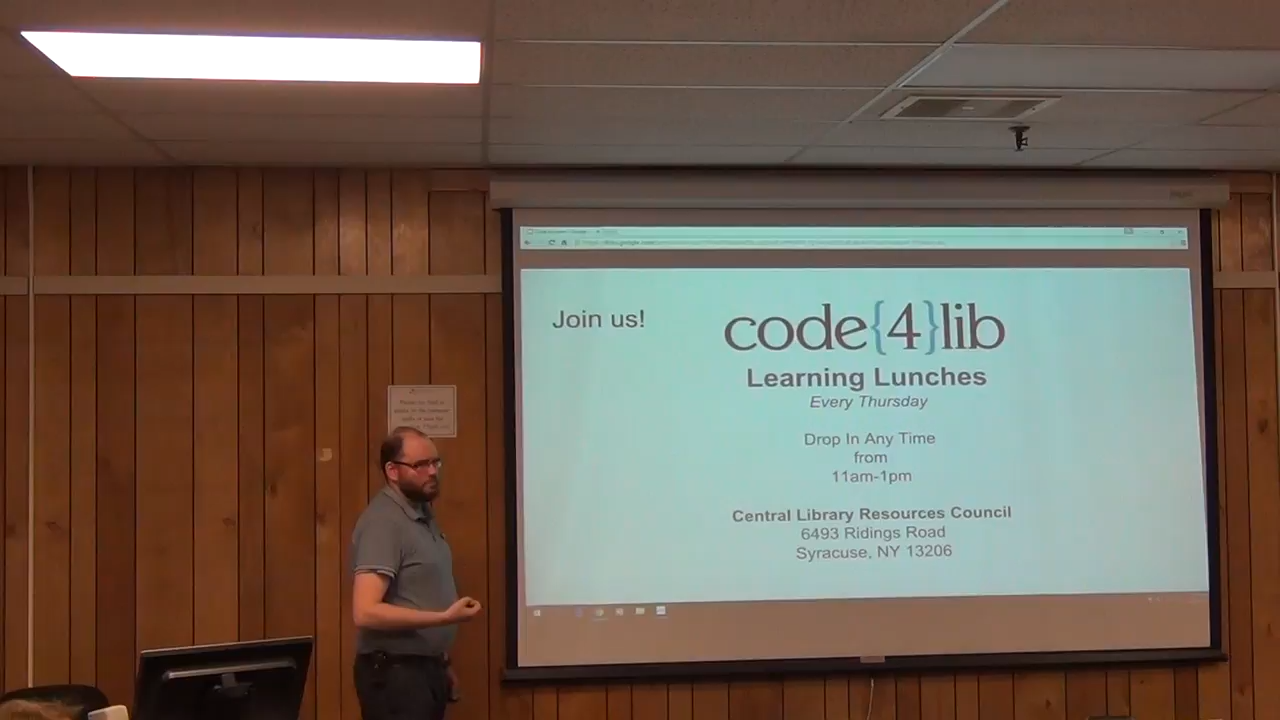 Join us!
code{4}lib
Learning Lunches
Every Thursday
Drop In Any Time
from
11am-1pm
Central Library Resources Council
6493 Ridings Road
Syracuse, NY 13206